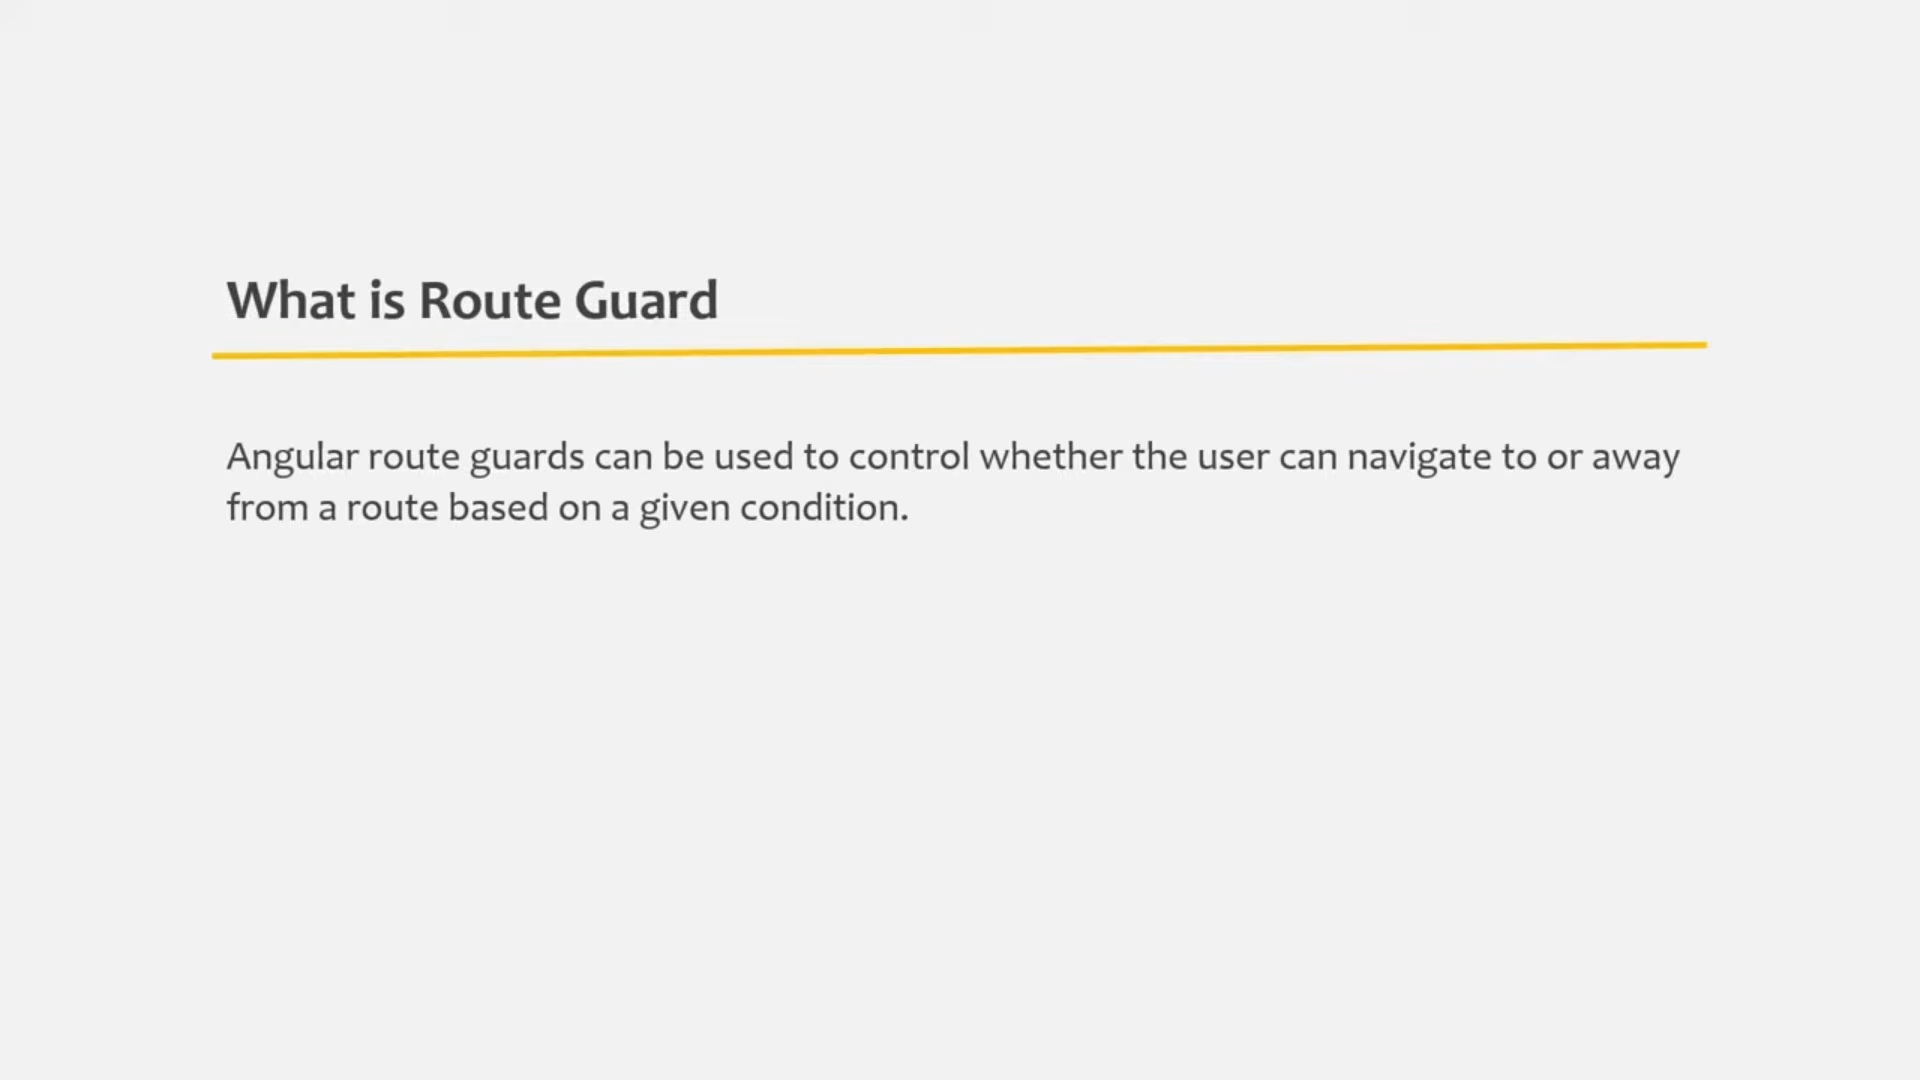 What is Route Guard
Angular route guards can be used to control whether the user can navigate to or away
from a route based on a given condition.